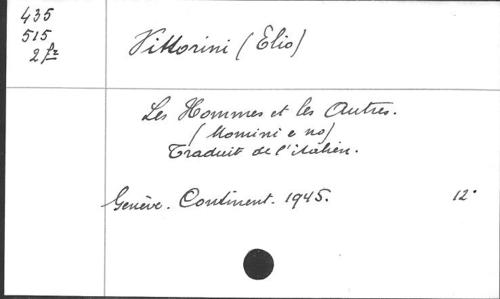 435
515
2 fr
Vittorini (Elio)
Les Hommes et les Autres.
(Uomini e no)
Traduit de l'italien.
Genève. Continent. 1945. 12°